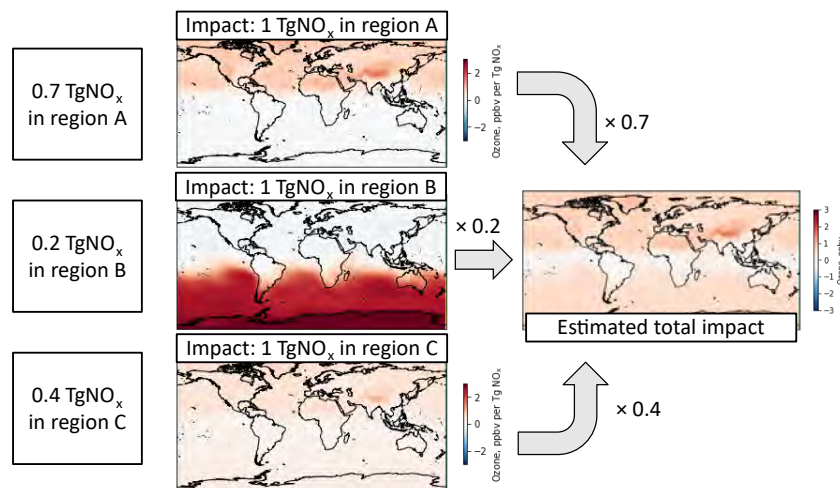 Impact: 1 TgNOx in region A
0.7 TgNOx
in region A
2
0
−2
Ozone, ppbv per Tg NOx
× 0.7
Impact: 1 TgNOx in region B
0.2 TgNOx
in region B
× 0.2
3
2
1
0
−1
−2
−3
Estimated total impact
Impact: 1 TgNOx in region C
0.4 TgNOx
in region C
2
0
−2
Ozone, ppbv per Tg NOx
× 0.4